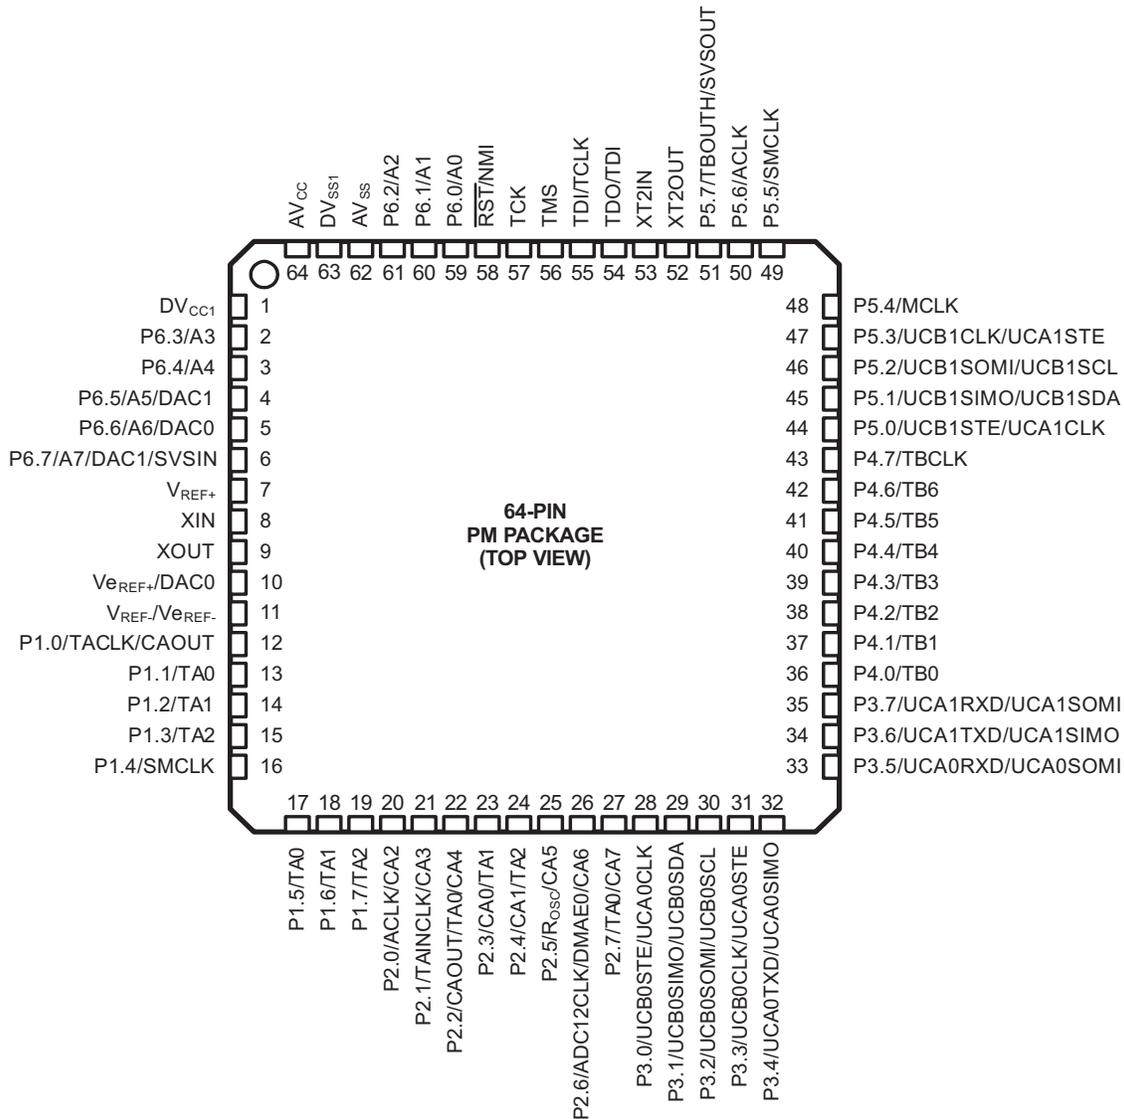 AVCC
DVSS1
AVSS
P6.2/A2
P6.1/A1
P6.0/A0
RST/NMI
TCK
TMS
TDI/TCLK
TDO/TDI
XT2IN
XT2OUT
P5.7/TBOUTH/SVSOUT
P5.6/ACLK
P5.5/SMCLK
64 63 62 61 60 59 58 57 56 55 54 53 52 51 50 49
DVCC1 1
P6.3/A3 2
P6.4/A4 3
P6.5/A5/DAC1 4
P6.6/A6/DAC0 5
P6.7/A7/DAC1/SVSIN 6
VREF+ 7
XIN 8
XOUT 9
VeREF+/DAC0 10
VREF-/VeREF- 11
P1.0/TACLK/CAOUT 12
P1.1/TA0 13
P1.2/TA1 14
P1.3/TA2 15
P1.4/SMCLK 16
64-PIN
PM PACKAGE
(TOP VIEW)
48 P5.4/MCLK
47 P5.3/UCB1CLK/UCA1STE
46 P5.2/UCB1SOMI/UCB1SCL
45 P5.1/UCB1SIMO/UCB1SDA
44 P5.0/UCB1STE/UCA1CLK
43 P4.7/TBCLK
42 P4.6/TB6
41 P4.5/TB5
40 P4.4/TB4
39 P4.3/TB3
38 P4.2/TB2
37 P4.1/TB1
36 P4.0/TB0
35 P3.7/UCA1RXD/UCA1SOMI
34 P3.6/UCA1TXD/UCA1SIMO
33 P3.5/UCA0RXD/UCA0SOMI
17 18 19 20 21 22 23 24 25 26 27 28 29 30 31 32
P1.5/TA0
P1.6/TA1
P1.7/TA2
P2.0/ACLK/CA2
P2.1/TAINCLK/CA3
P2.2/CAOUT/TA0/CA4
P2.3/CA0/TA1
P2.4/CA1/TA2
P2.5/ROSC/CA5
P2.6/ADC12CLK/DMAE0/CA6
P2.7/TA0/CA7
P3.0/UCB0STE/UCA0CLK
P3.1/UCB0SIMO/UCB0SDA
P3.2/UCB0SOMI/UCB0SCL
P3.3/UCB0CLK/UCA0STE
P3.4/UCA0TXD/UCA0SIMO